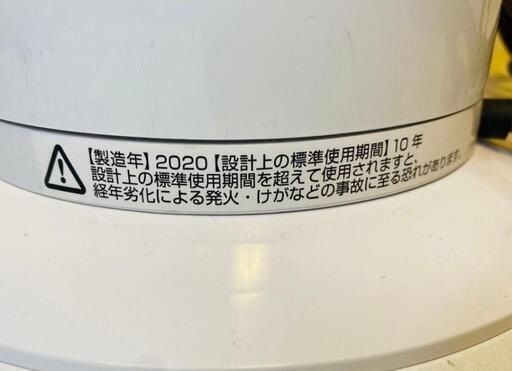 【製造年】2020【設計上の標準使用期間】10年
設計上の標準使用期間を超えて使用されますと、
経年劣化による発火・けがなどの事故に至る恐れがあります。